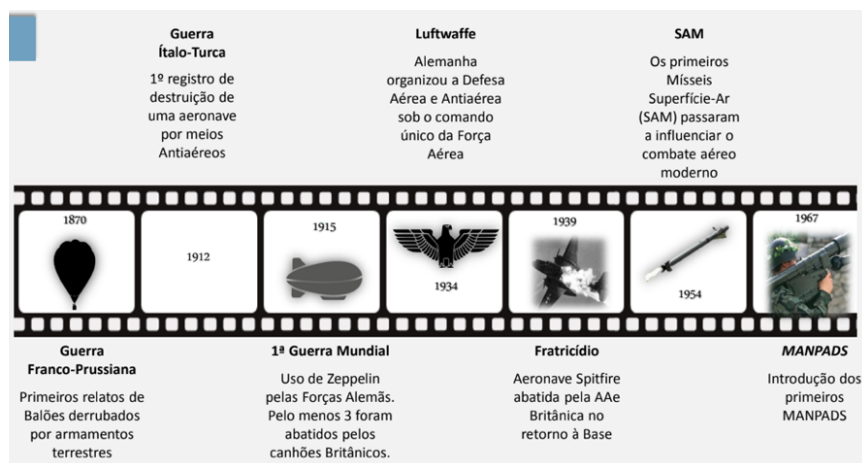 Guerra
Ítalo-Turca
1º registro de
destruição de
uma aeronave
por meios
Antiaéreos
Luftwaffe
Alemanha
organizou a Defesa
Aérea e Antiaérea
sob o comando
único da Força
Aérea
SAM
Os primeiros
Mísseis
Superfície-Ar
(SAM) passaram
a influenciar o
combate aéreo
moderno
1870
1912
1915
1934
1939
1954
1967
Guerra
Franco-Prussiana
Primeiros relatos de
Balões derrubados
por armamentos
terrestres
1ª Guerra Mundial
Uso de Zeppelin
pelas Forças Alemãs.
Pelo menos 3 foram
abatidos pelos
canhões Britânicos.
Fratricídio
Aeronave Spitfire
abatida pela AAe
Britânica no
retorno à Base
MANPADS
Introdução dos
primeiros
MANPADS